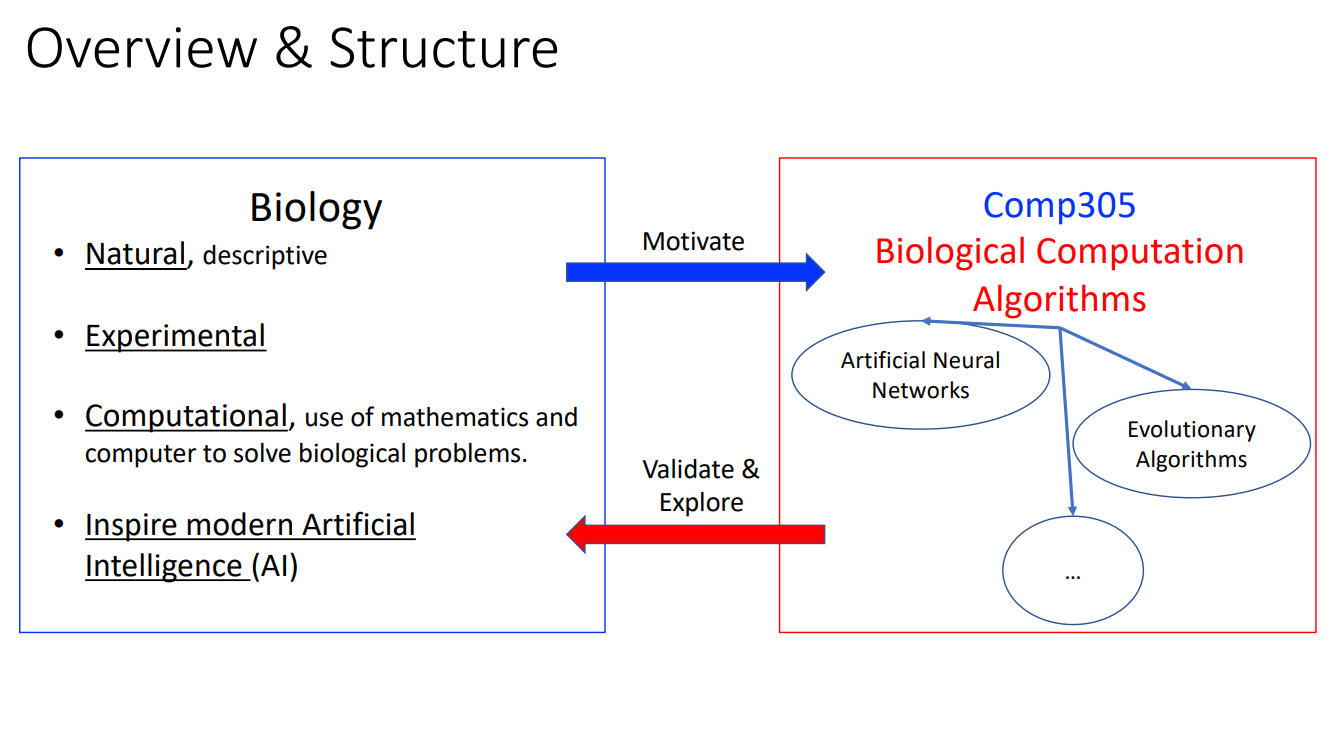 Overview & Structure
Biology
• Natural, descriptive
• Experimental
• Computational, use of mathematics and
computer to solve biological problems.
• Inspire modern Artificial
Intelligence (AI)
Motivate
Validate &
Explore
Comp305
Biological Computation
Algorithms
Artificial Neural
Networks
Evolutionary
Algorithms
...